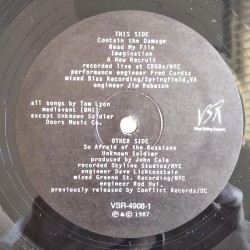 THIS SIDE
Contain the Damage
Read My File
Imagination
A New Recruit
recorded live at CBGBs/NYC
performance engineer Fred Curdts
mixed Bias Recording/Springfield,VA
engineer Jim Robeson
all songs by Tom Lyon
mediavent (BMI)
except Unknown Soldier
Doors Music Co.
VSR
OTHER SIDE
So Afraid of the Russians
Unknown Soldier
produced by John Cale
recorded Skyline Studios/NYC
engineer Dave Lichtenstein
mixed Greene St. Recording/NYC
engineer Rod Hui.
previously released by Conflict Records/DC
VSR-4908-1
℗ & © 1987